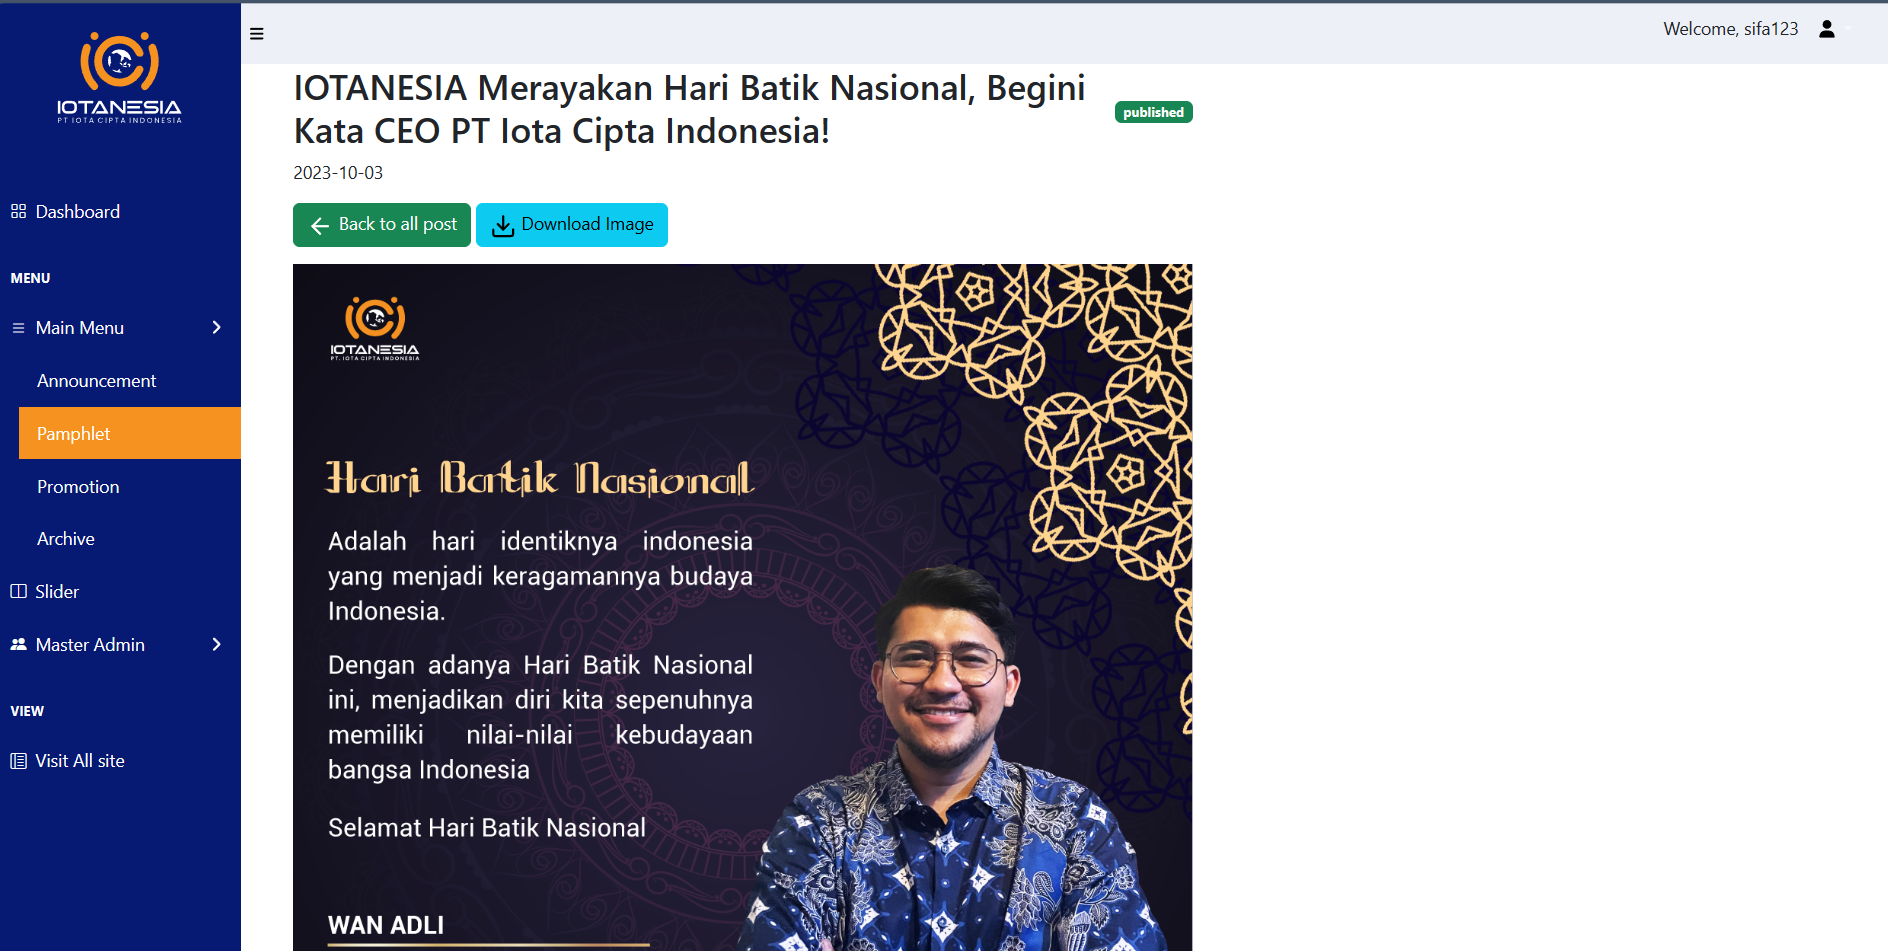 Welcome, sifa123
IOTANESIA
PT IOTA CIPTA INDONESIA
Dashboard
MENU
Main Menu
Announcement
Pamphlet
Promotion
Archive
Slider
Master Admin
VIEW
Visit All site
IOTANESIA Merayakan Hari Batik Nasional, Begini
Kata CEO PT Iota Cipta Indonesia!
published
2023-10-03
Back to all post
Download Image
IOTANESIA
PT. IOTA CIPTA INDONESIA
Hari Batik Nasional
Adalah hari identiknya indonesia
yang menjadi keragamannya budaya
Indonesia.
Dengan adanya Hari Batik Nasional
ini, menjadikan diri kita sepenuhnya
memiliki nilai-nilai kebudayaan
bangsa Indonesia
Selamat Hari Batik Nasional
WAN ADLI